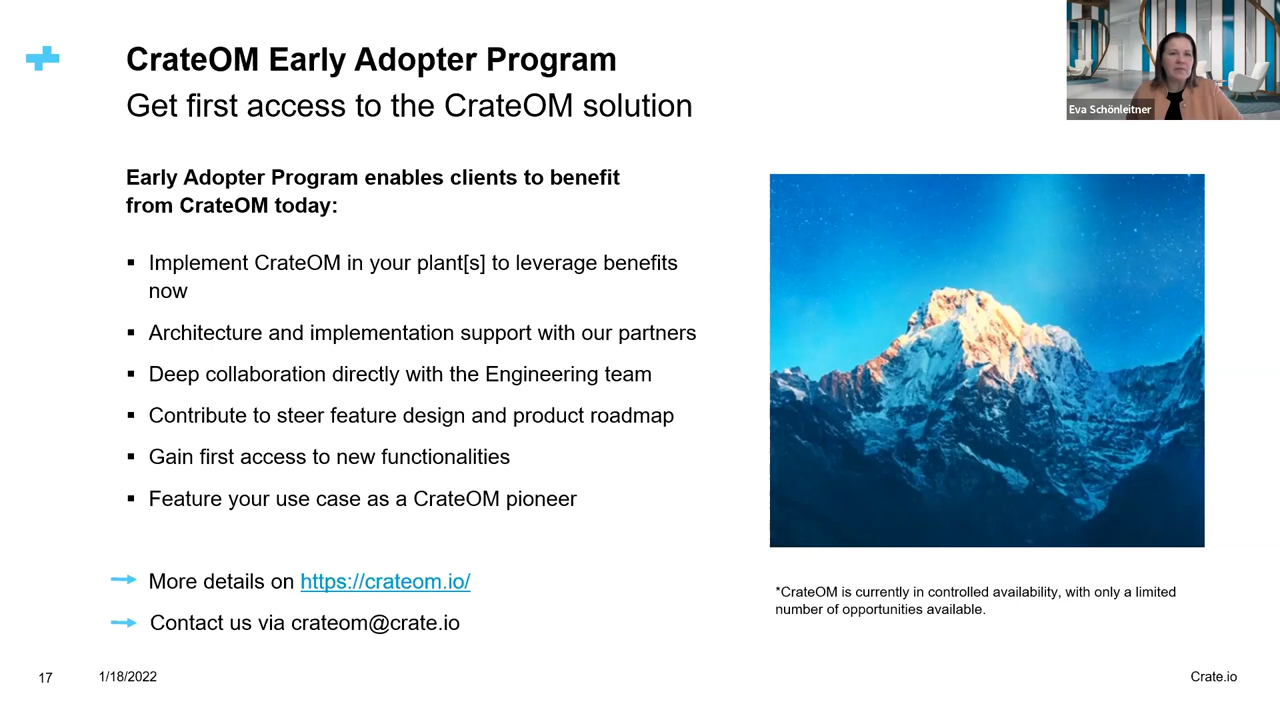 CrateOM Early Adopter Program
Get first access to the CrateOM solution
Eva Schönleitner
Early Adopter Program enables clients to benefit
from CrateOM today:
▪ Implement CrateOM in your plant[s] to leverage benefits
now
▪ Architecture and implementation support with our partners
▪ Deep collaboration directly with the Engineering team
▪ Contribute to steer feature design and product roadmap
▪ Gain first access to new functionalities
▪ Feature your use case as a CrateOM pioneer
More details on https://crateom.io/
Contact us via crateom@crate.io
*CrateOM is currently in controlled availability, with only a limited
number of opportunities available.
17
1/18/2022
Crate.io